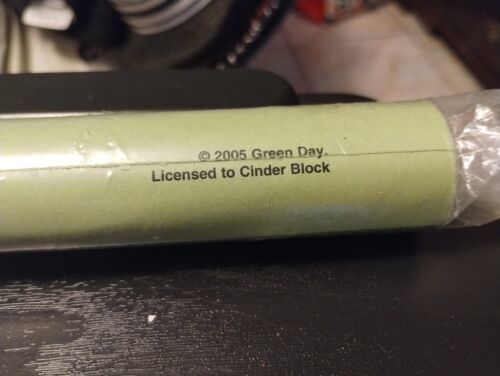 © 2005 Green Day.
Licensed to Cinder Block